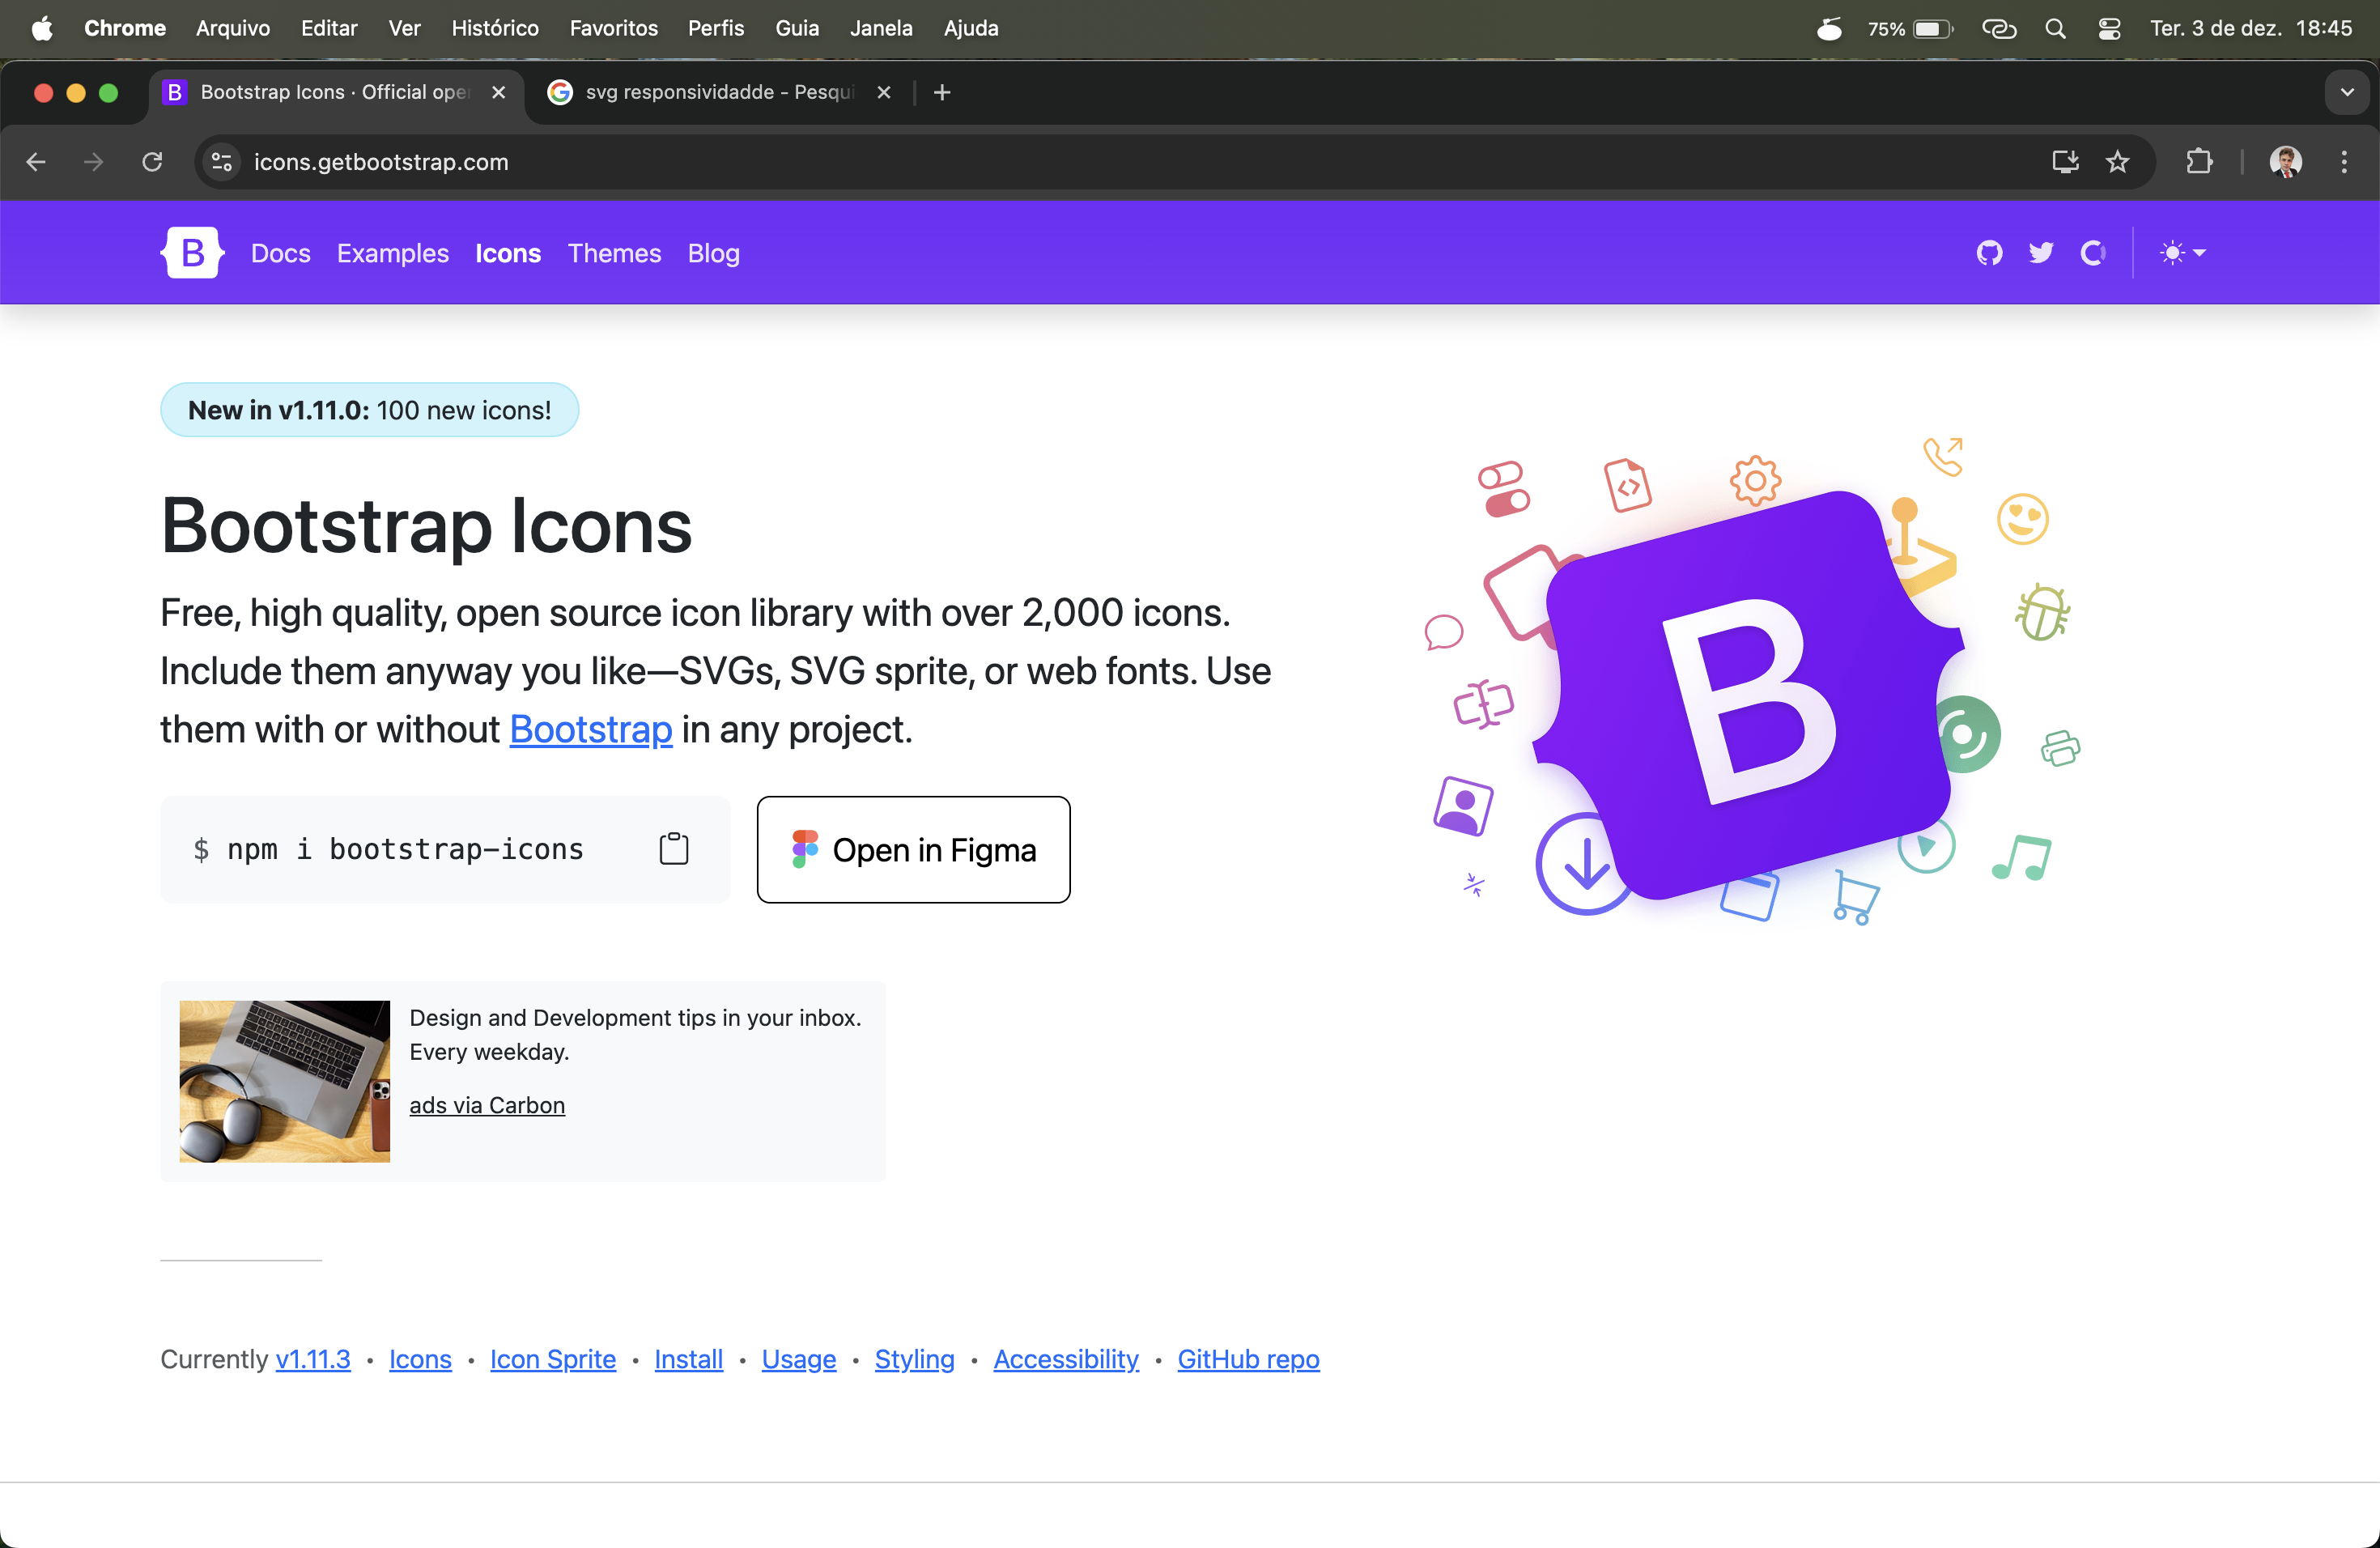 Chrome Arquivo Editar Ver Histórico Favoritos Perfis Guia Janela Ajuda 75% Ter. 3 de dez. 18:45
B Bootstrap Icons · Official oper svg responsividadde - Pesqui
icons.getbootstrap.com
B Docs Examples Icons Themes Blog
New in v1.11.0: 100 new icons!
Bootstrap Icons
Free, high quality, open source icon library with over 2,000 icons.
Include them anyway you like—SVGs, SVG sprite, or web fonts. Use
them with or without Bootstrap in any project.
$ npm i bootstrap-icons
Open in Figma
B
Design and Development tips in your inbox.
Every weekday.
ads via Carbon
Currently v1.11.3 · Icons · Icon Sprite · Install · Usage · Styling · Accessibility · GitHub repo